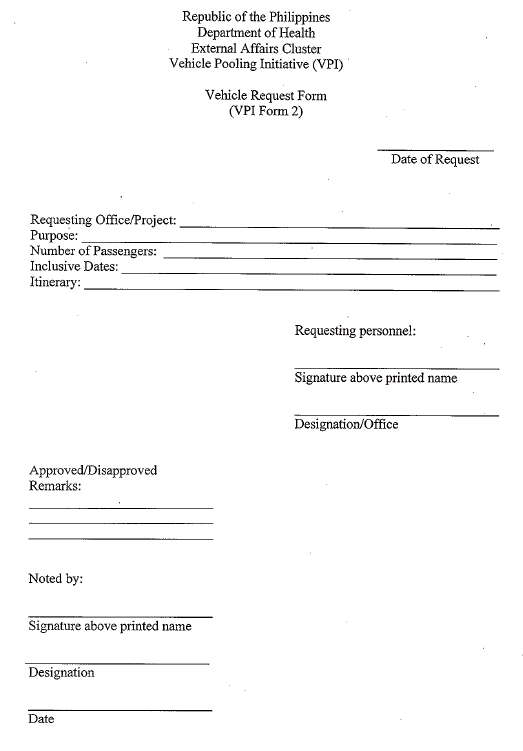 Republic of the Philippines
Department of Health
External Affairs Cluster
Vehicle Pooling Initiative (VPI)
Vehicle Request Form
(VPI Form 2)
Date of Request
Requesting Office/Project:
Purpose:
Number of Passengers:
Inclusive Dates:
Itinerary:
Requesting personnel:
Signature above printed name
Designation/Office
Approved/Disapproved
Remarks:
Noted by:
Signature above printed name
Designation
Date